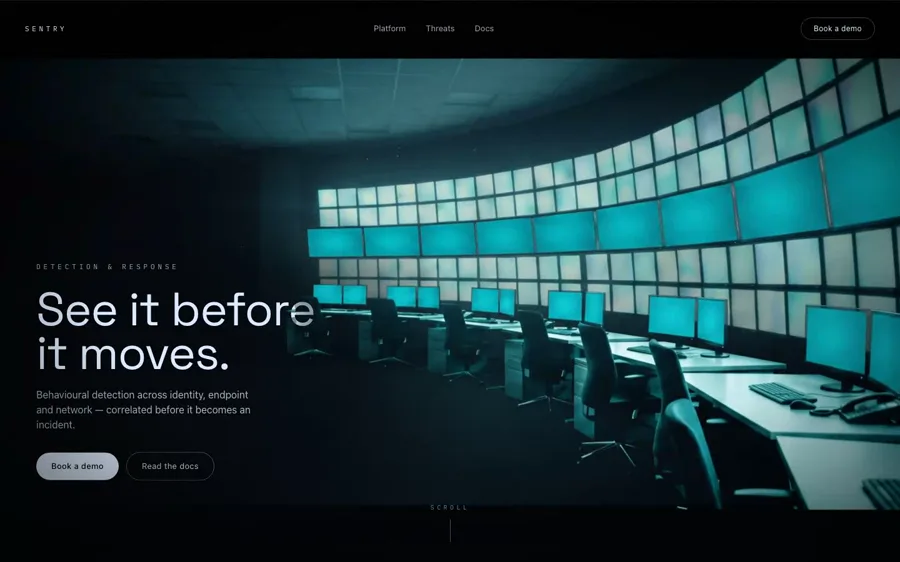 SENTRY
Platform Threats Docs
Book a demo
DETECTION & RESPONSE
See it before
it moves.
Behavioural detection across identity, endpoint
and network — correlated before it becomes an
incident.
Book a demo Read the docs
SCROLL